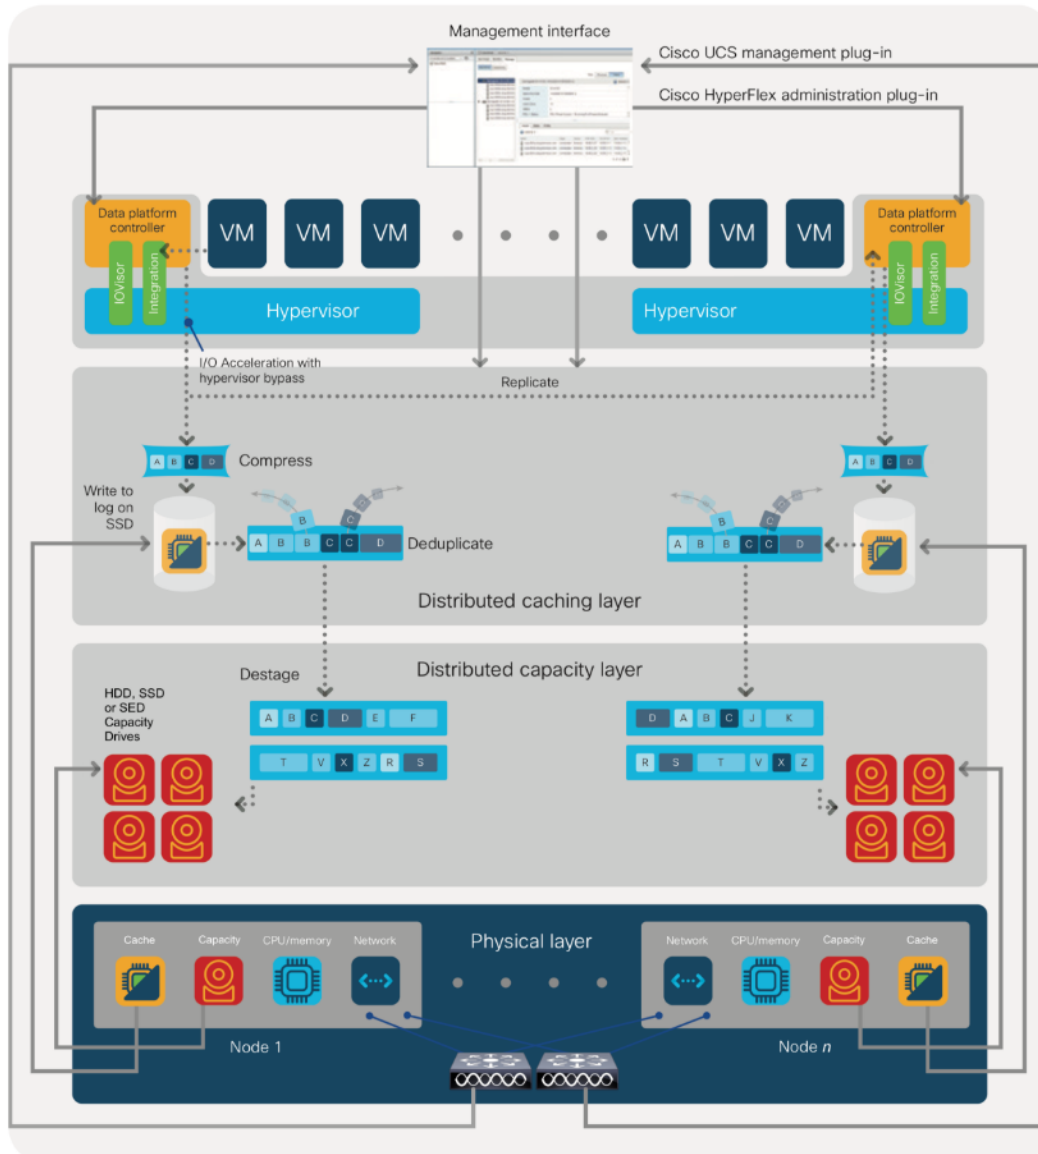 Management interface
Cisco UCS management plug-in
Cisco HyperFlex administration plug-in
Data platform
controller
IOVisor
Integration
VM
VM
VM
VM
VM
VM
Data platform
controller
IOVisor
Integration
Hypervisor
Hypervisor
I/O Acceleration with
hypervisor bypass
Replicate
A B C D
Compress
A B C D
Write to
log on
SSD
B
C
A B B C C D
Deduplicate
B
C
A B B C C D
Distributed caching layer
Distributed capacity layer
Destage
HDD, SSD
or SED
Capacity
Drives
A B C D E F
D A B C J K
T V X Z R S
R S T V X Z
Cache
Capacity
CPU/memory
Network
Physical layer
Network
CPU/memory
Capacity
Cache
Node 1
Node n